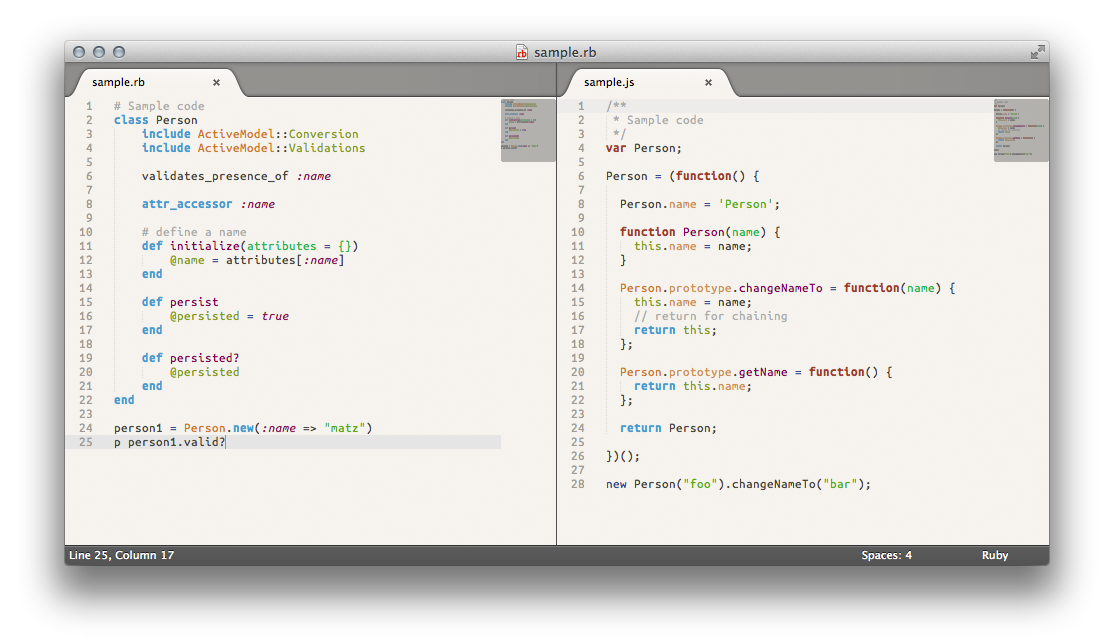 sample.rb
sample.rb ×
1 # Sample code
2 class Person
3     include ActiveModel::Conversion
4     include ActiveModel::Validations
5
6     validates_presence_of :name
7
8     attr_accessor :name
9
10     # define a name
11     def initialize(attributes = {})
12         @name = attributes[:name]
13     end
14
15     def persist
16         @persisted = true
17     end
18
19     def persisted?
20         @persisted
21     end
22 end
23
24 person1 = Person.new(:name => "matz")
25 p person1.valid?
sample.js ×
1 /**
2  * Sample code
3  */
4 var Person;
5
6 Person = (function() {
7
8   Person.name = 'Person';
9
10   function Person(name) {
11     this.name = name;
12   }
13
14   Person.prototype.changeNameTo = function(name) {
15     this.name = name;
16     // return for chaining
17     return this;
18   };
19
20   Person.prototype.getName = function() {
21     return this.name;
22   };
23
24   return Person;
25
26 })();
27
28 new Person("foo").changeNameTo("bar");
Line 25, Column 17
Spaces: 4
Ruby